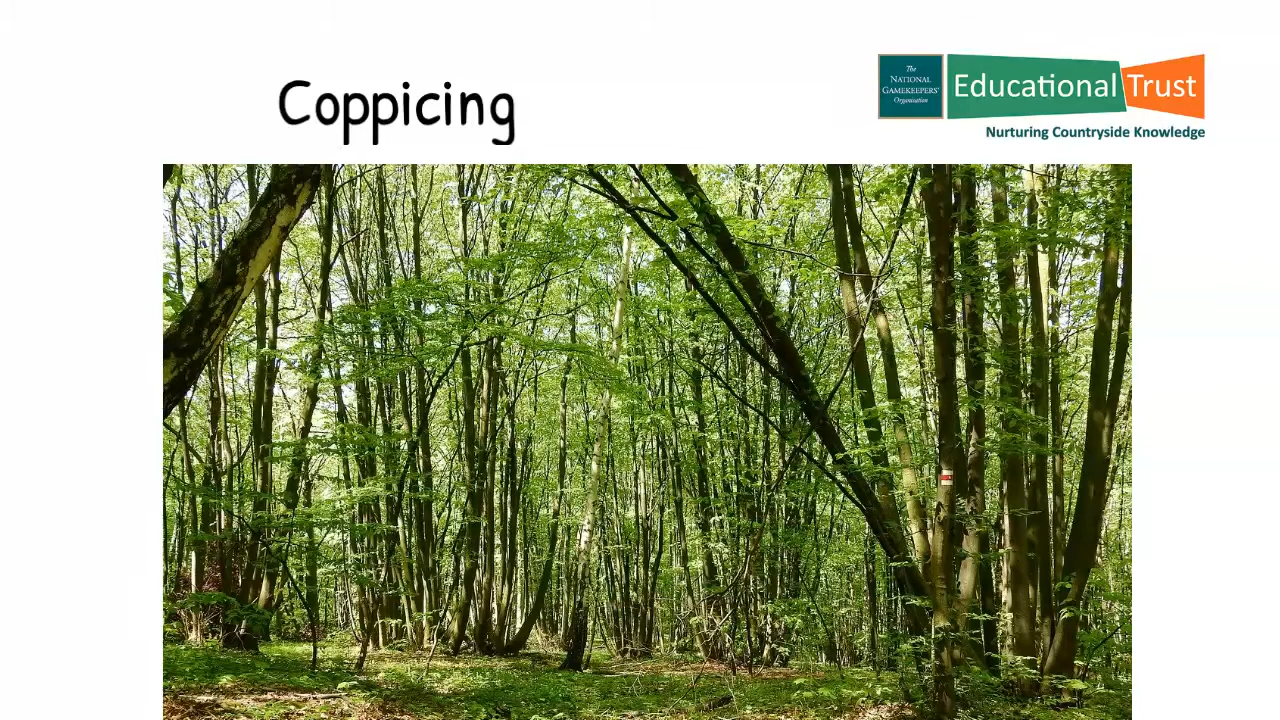 Coppicing
The
NATIONAL
GAMEKEEPERS'
Organisation
Educational Trust
Nurturing Countryside Knowledge